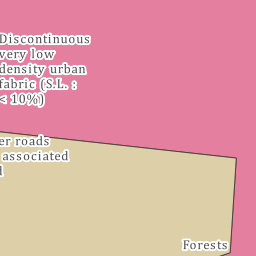 Discontinuous
very low
density urban
fabric (S.L. :
< 10%)
er roads
associated
Forests